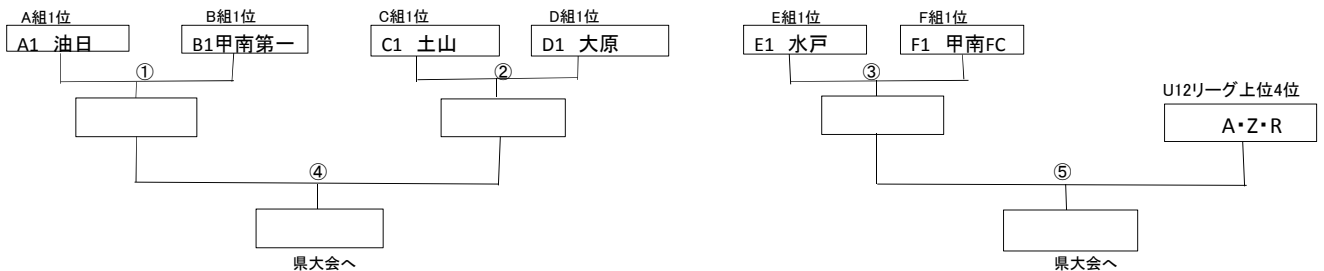 A組1位 B組1位 C組1位 D組1位 E組1位 F組1位
A1 油日 B1甲南第一 C1 土山 D1 大原 E1 水戸 F1 甲南FC
① ② ③
U12リーグ上位4位
A・Z・R
④ ⑤
県大会へ 県大会へ